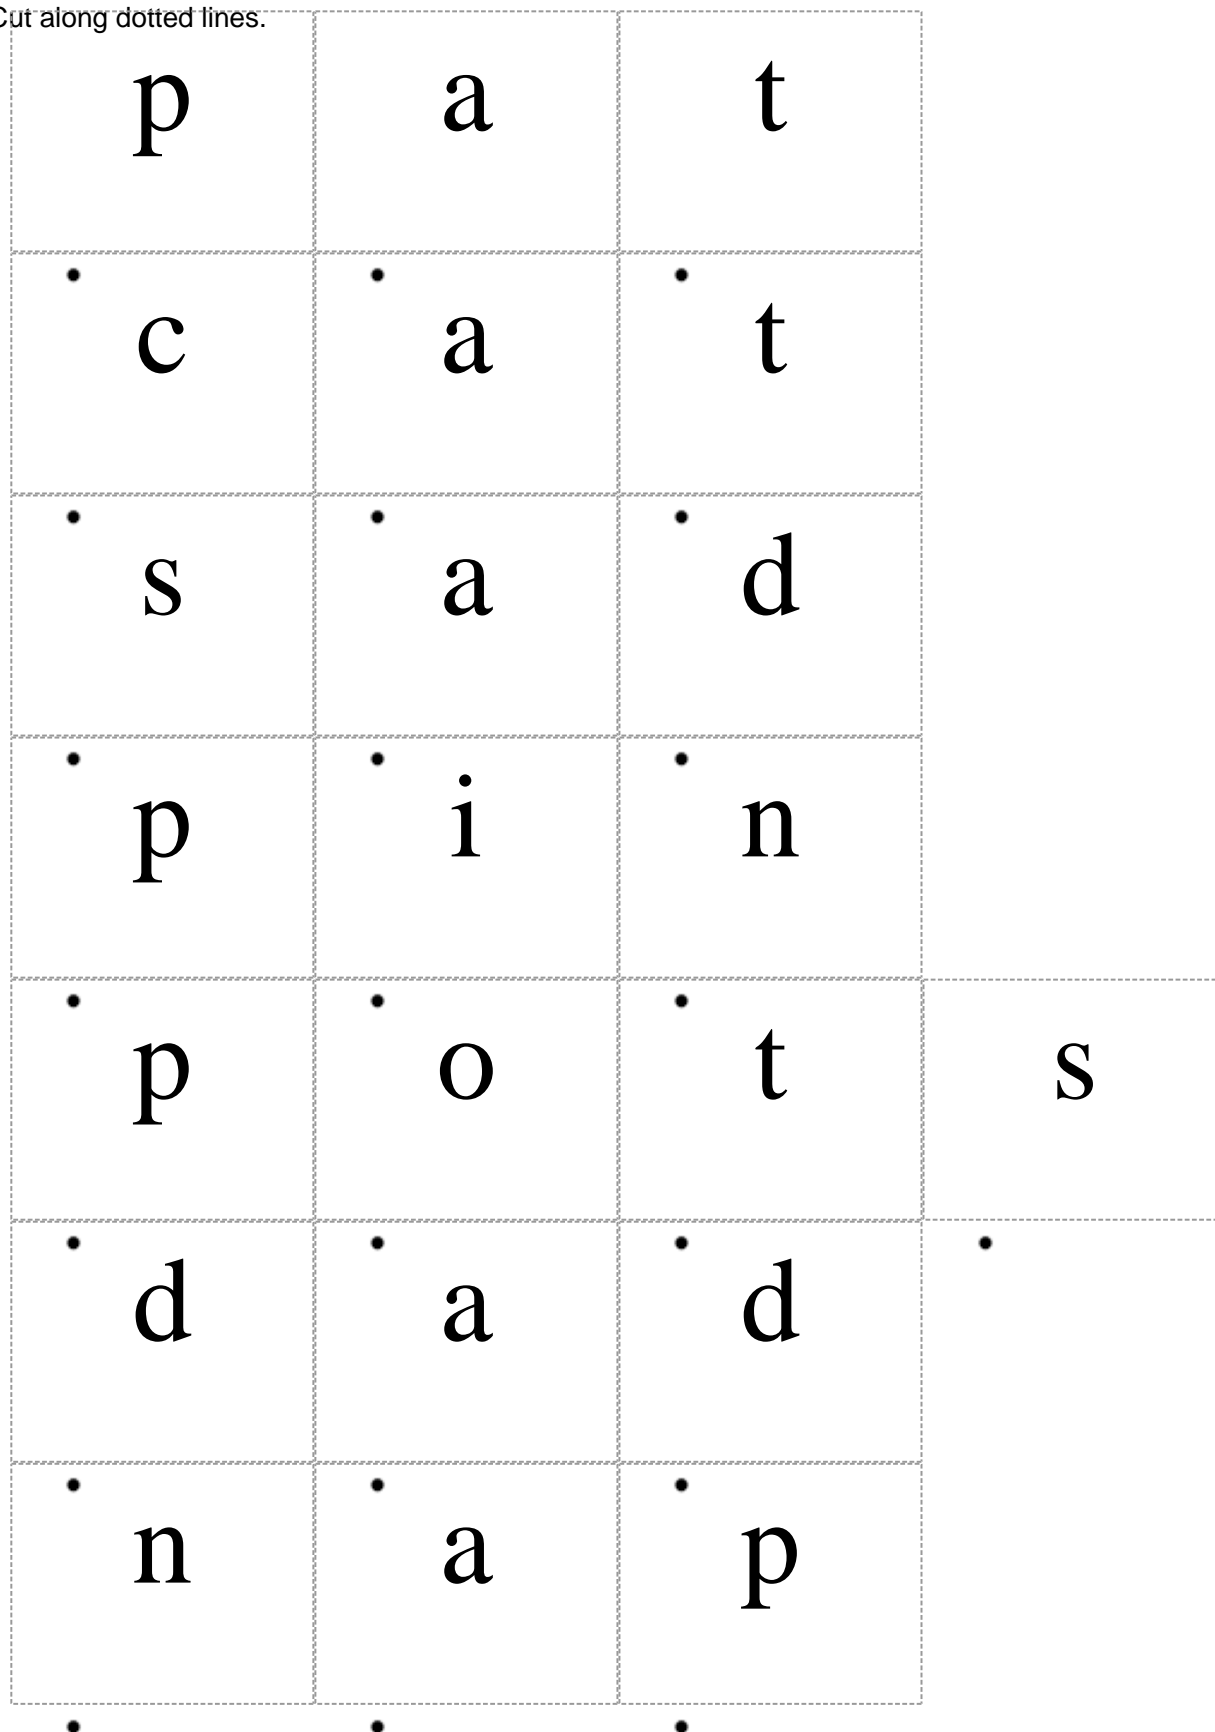 Cut along dotted lines.
p a t
c a t
s a d
p i n
p o t s
d a d
n a p